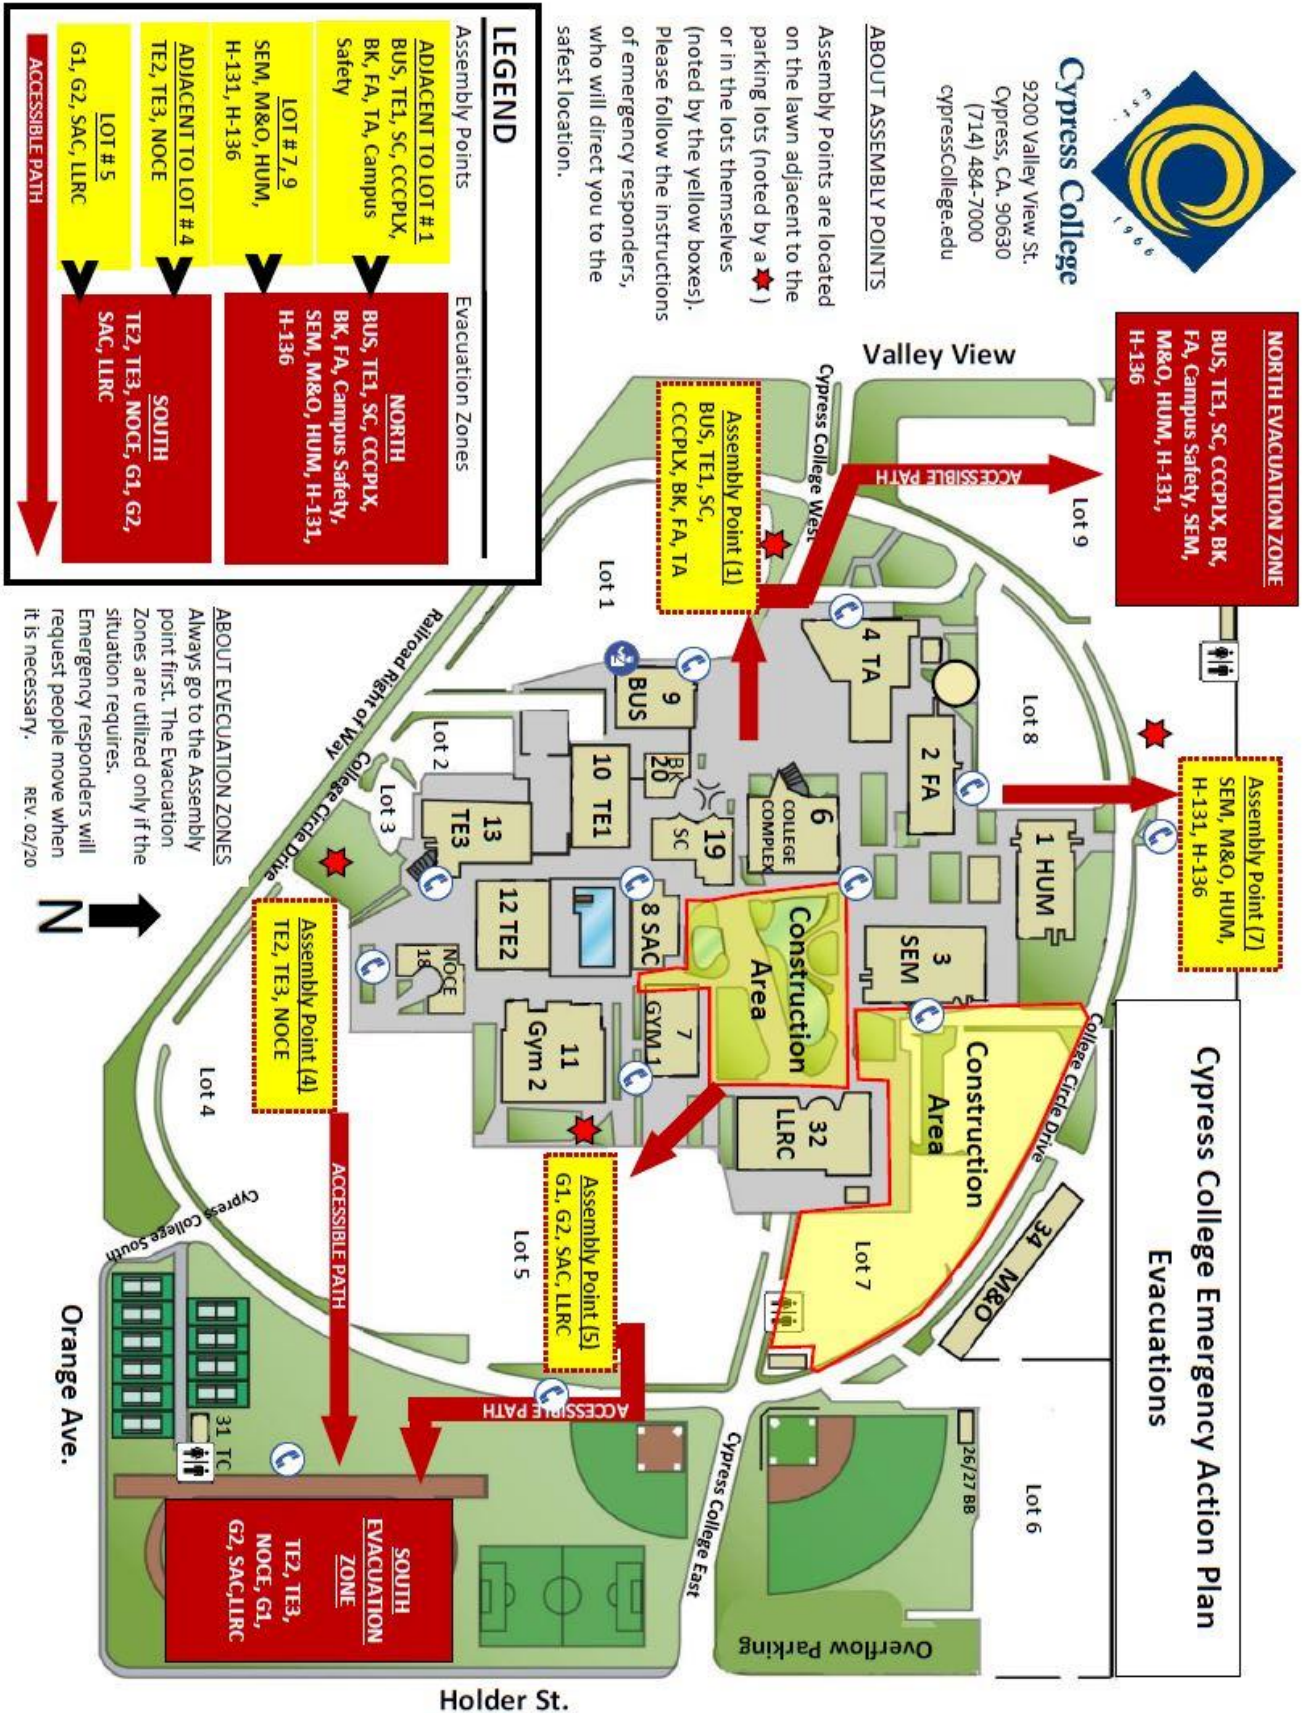 Cypress College Emergency Action Plan
Evacuations
est.
1966
Cypress College
9200 Valley View St.
Cypress, CA. 90630
(714) 484-7000
cypressCollege.edu
ABOUT ASSEMBLY POINTS
Assembly Points are located
on the lawn adjacent to the
parking lots (noted by a )
or in the lots themselves
(noted by the yellow boxes).
Please follow the instructions
of emergency responders,
who will direct you to the
safest location.
LEGEND
Assembly Points
Evacuation Zones
ADJACENT TO LOT # 1
BUS, TE1, SC, CCCPLX,
BK, FA, TA, Campus
Safety
LOT # 7, 9
SEM, M&O, HUM,
H-131, H-136
ADJACENT TO LOT # 4
TE2, TE3, NOCE
LOT # 5
G1, G2, SAC, LLRC
NORTH
BUS, TE1, SC, CCCPLX,
BK, FA, Campus Safety,
SEM, M&O, HUM, H-131,
H-136
SOUTH
TE2, TE3, NOCE, G1, G2,
SAC, LLRC
ACCESSIBLE PATH
NORTH EVACUATION ZONE
BUS, TE1, SC, CCCPLX, BK,
FA, Campus Safety, SEM,
M&O, HUM, H-131,
H-136
Valley View
Cypress College West
ACCESSIBLE PATH
Lot 9
Assembly Point (1)
BUS, TE1, SC,
CCCPLX, BK, FA, TA
Lot 1
Lot 8
Assembly Point (7)
SEM, M&O, HUM,
H-131, H-136
4 TA
2 FA
1 HUM
9
BUS
BK
20
10 TE1
19
SC
6
COLLEGE
COMPLEX
3
SEM
Construction
Area
Construction
Area
College Circle Drive
Lot 2
Lot 3
13
TE3
12 TE2
8 SAC
NOCE
18
7
GYM 1
11
Gym 2
32
LLRC
Lot 7
34 M&O
Railroad Right of Way
College Circle Drive
Assembly Point (4)
TE2, TE3, NOCE
Lot 4
ACCESSIBLE PATH
Assembly Point (5)
G1, G2, SAC, LLRC
Lot 5
ACCESSIBLE PATH
Cypress College South
31 TC
Cypress College East
26/27 BB
Lot 6
Overflow Parking
SOUTH
EVACUATION
ZONE
TE2, TE3,
NOCE, G1,
G2, SAC,LLRC
Orange Ave.
Holder St.
ABOUT EVECUATION ZONES
Always go to the Assembly
point first. The Evacuation
Zones are utilized only if the
situation requires.
Emergency responders will
request people move when
it is necessary. REV. 02/20
N